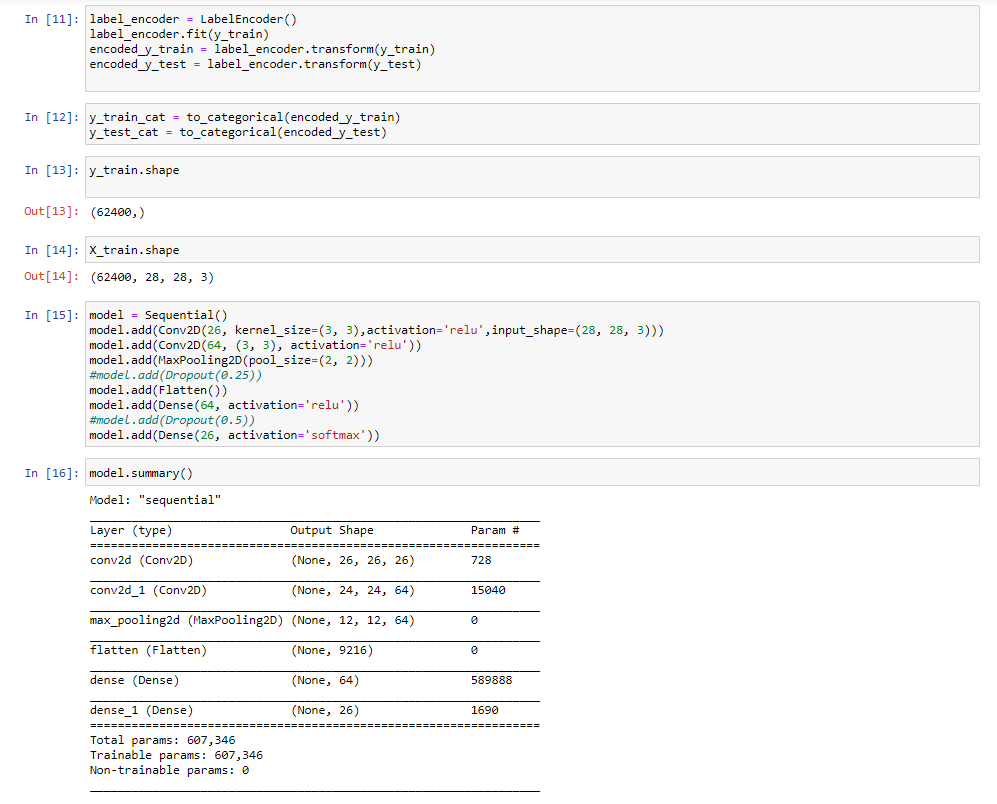 In [11]: label_encoder = LabelEncoder()
label_encoder.fit(y_train)
encoded_y_train = label_encoder.transform(y_train)
encoded_y_test = label_encoder.transform(y_test)
In [12]: y_train_cat = to_categorical(encoded_y_train)
y_test_cat = to_categorical(encoded_y_test)
In [13]: y_train.shape
Out[13]: (62400,)
In [14]: X_train.shape
Out[14]: (62400, 28, 28, 3)
In [15]: model = Sequential()
model.add(Conv2D(26, kernel_size=(3, 3),activation='relu',input_shape=(28, 28, 3)))
model.add(Conv2D(64, (3, 3), activation='relu'))
model.add(MaxPooling2D(pool_size=(2, 2)))
#model.add(Dropout(0.25))
model.add(Flatten())
model.add(Dense(64, activation='relu'))
#model.add(Dropout(0.5))
model.add(Dense(26, activation='softmax'))
In [16]: model.summary()
Model: "sequential"
Layer (type) Output Shape Param #
conv2d (Conv2D) (None, 26, 26, 26) 728
conv2d_1 (Conv2D) (None, 24, 24, 64) 15040
max_pooling2d (MaxPooling2D) (None, 12, 12, 64) 0
flatten (Flatten) (None, 9216) 0
dense (Dense) (None, 64) 589888
dense_1 (Dense) (None, 26) 1690
Total params: 607,346
Trainable params: 607,346
Non-trainable params: 0